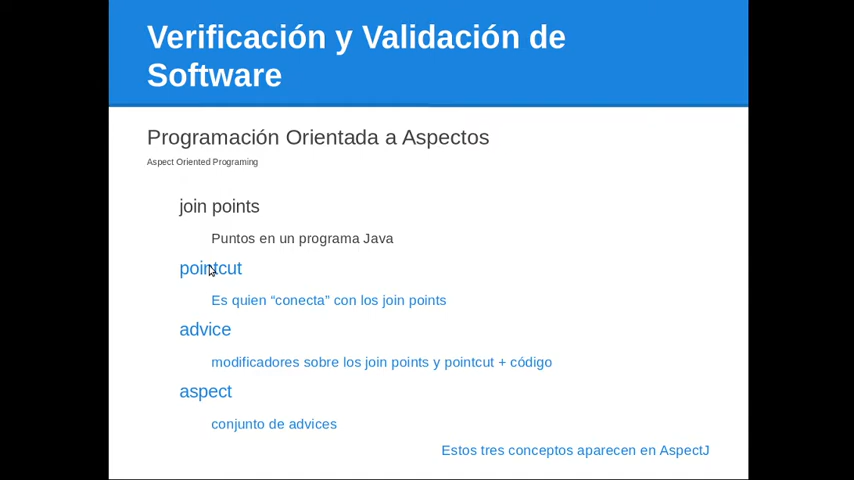 Verificación y Validación de
Software
Programación Orientada a Aspectos
Aspect Oriented Programing
join points
Puntos en un programa Java
pointcut
Es quien “conecta” con los join points
advice
modificadores sobre los join points y pointcut + código
aspect
conjunto de advices
Estos tres conceptos aparecen en AspectJ